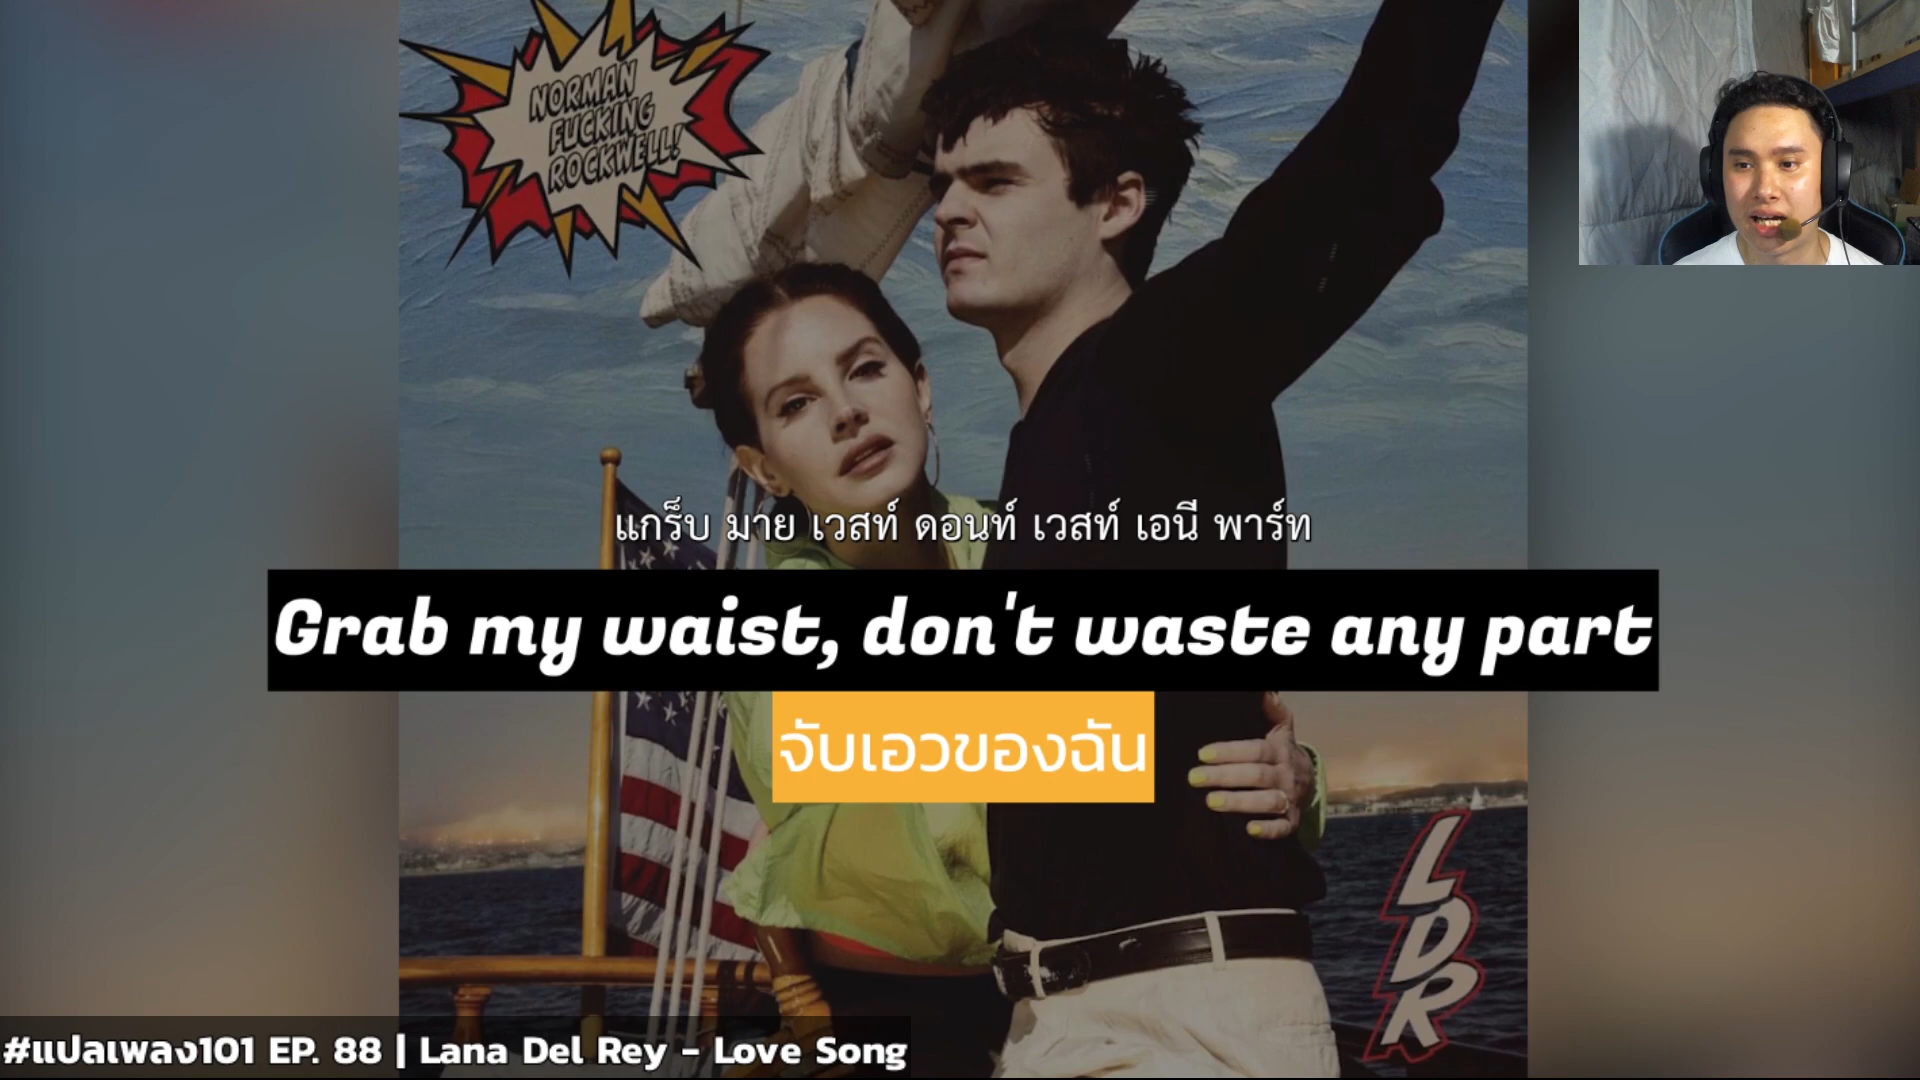 NORMAN
FUCKING
ROCKWELL!
แกร็บ มาย เวสท์ ดอนท์ เวสท์ เอนี พาร์ท
Grab my waist, don't waste any part
จับเอวของฉัน
LDR
#แปลเพลง101 EP. 88 | Lana Del Rey - Love Song